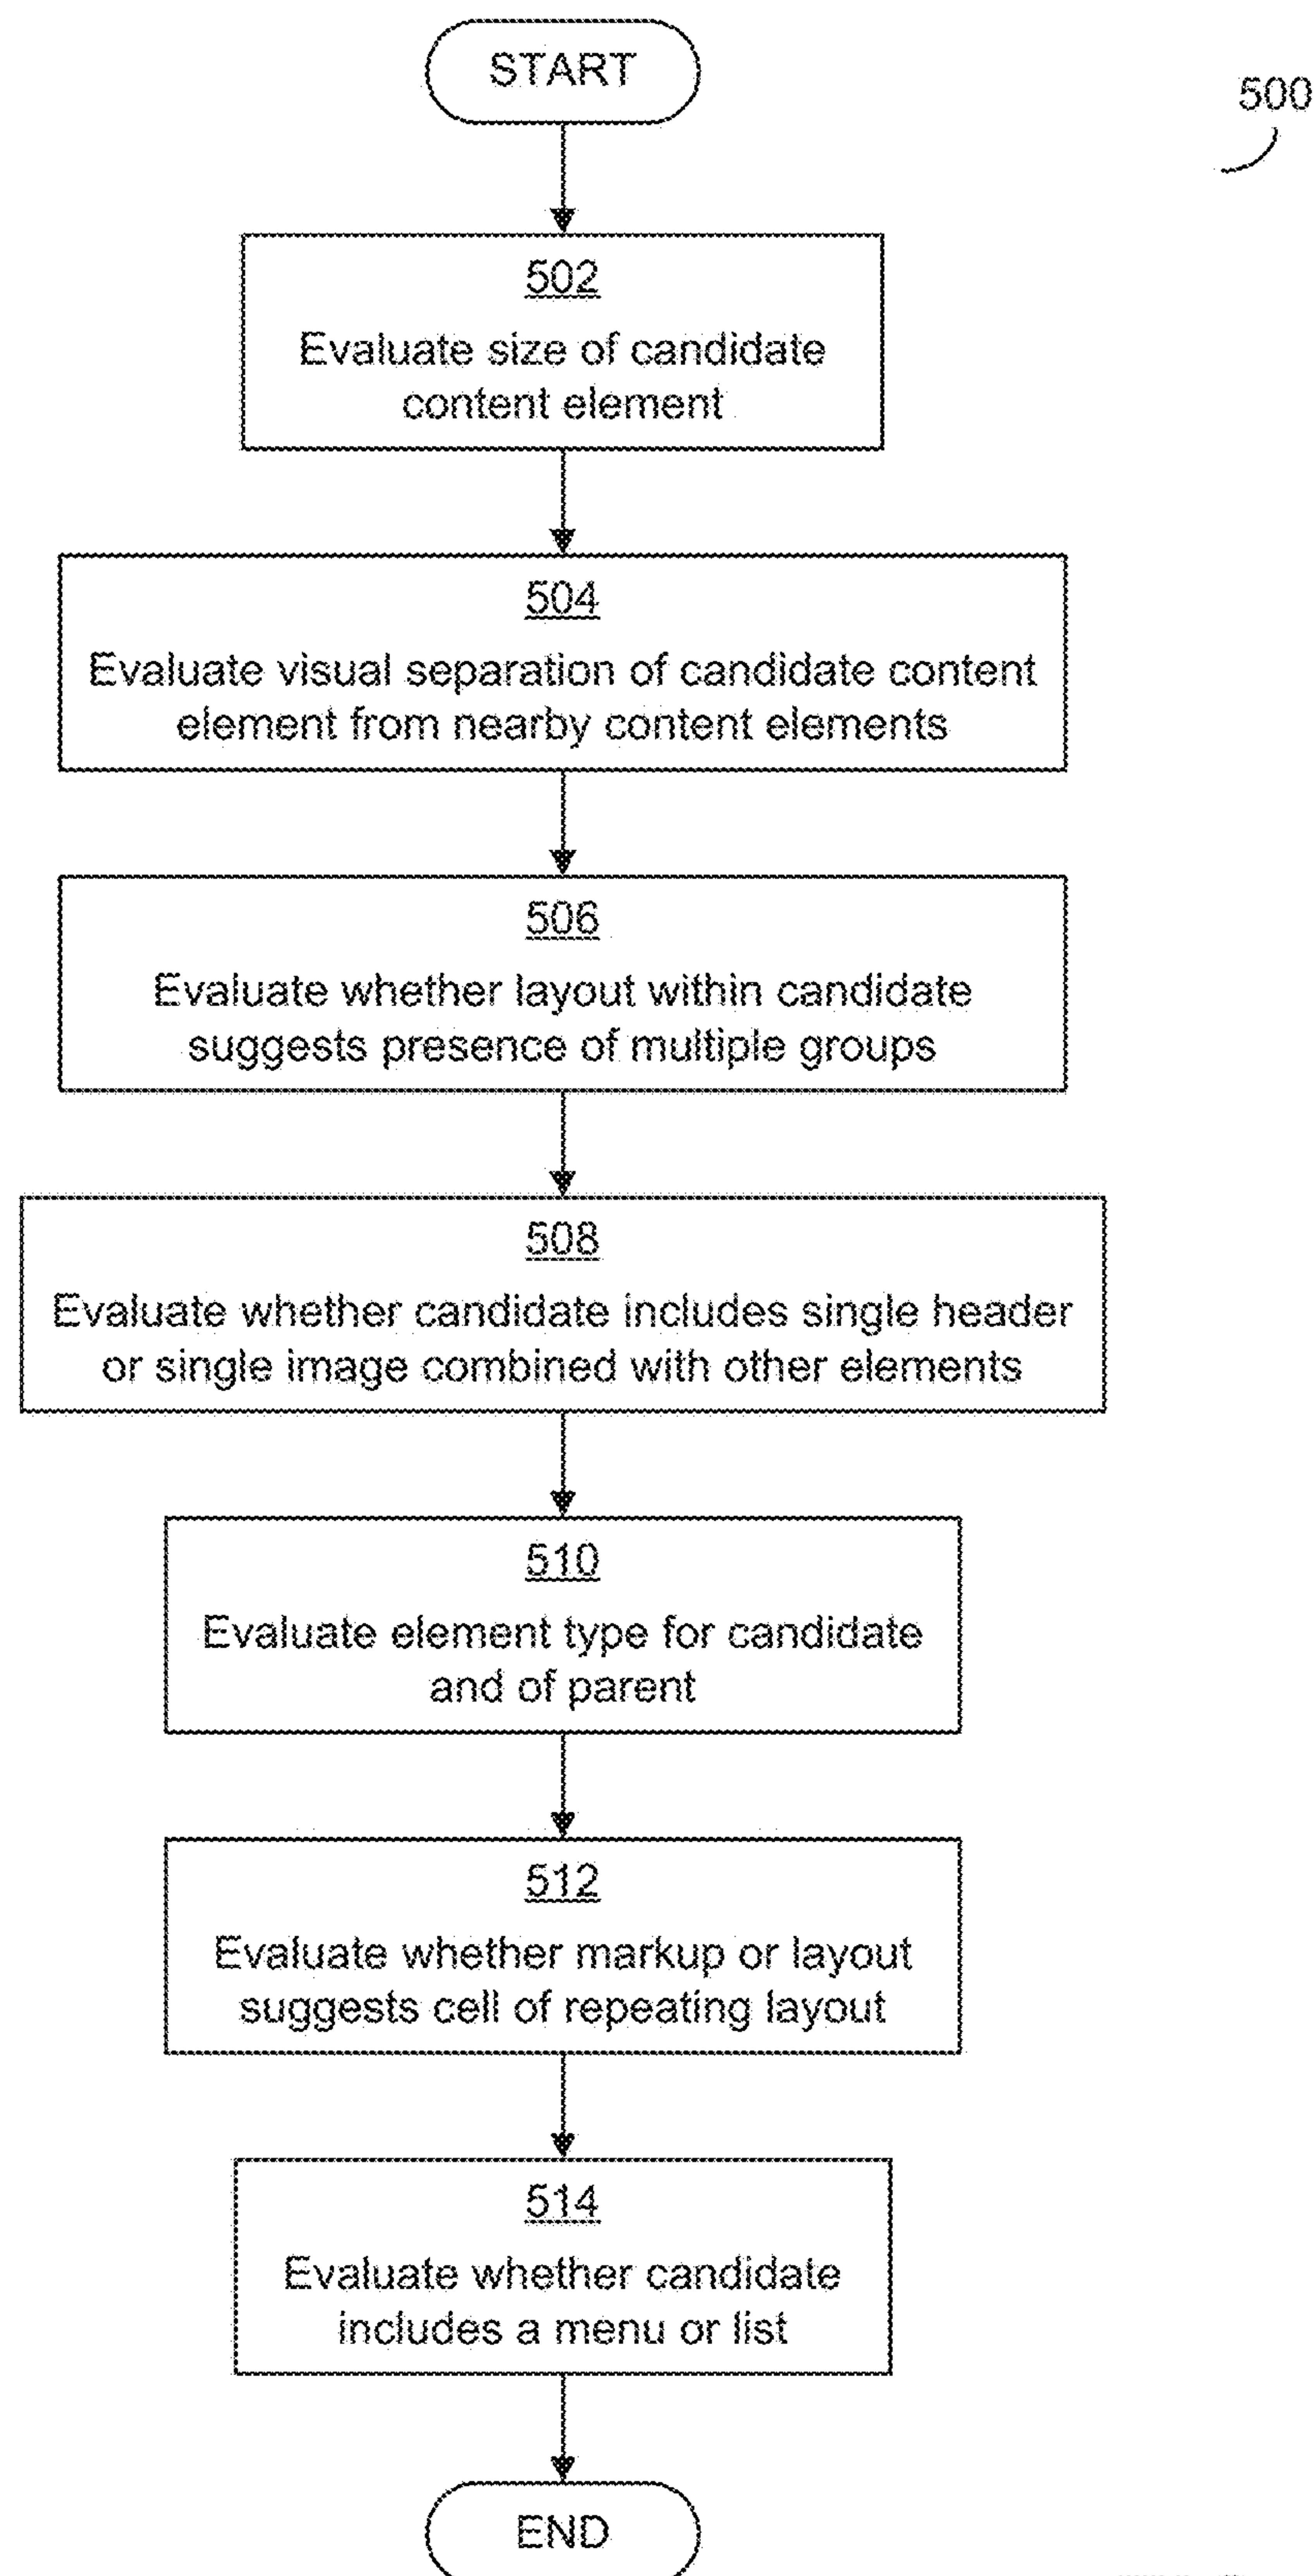 START
500
502
Evaluate size of candidate
content element
504
Evaluate visual separation of candidate content
element from nearby content elements
506
Evaluate whether layout within candidate
suggests presence of multiple groups
508
Evaluate whether candidate includes single header
or single image combined with other elements
510
Evaluate element type for candidate
and of parent
512
Evaluate whether markup or layout
suggests cell of repeating layout
514
Evaluate whether candidate
includes a menu or list
END